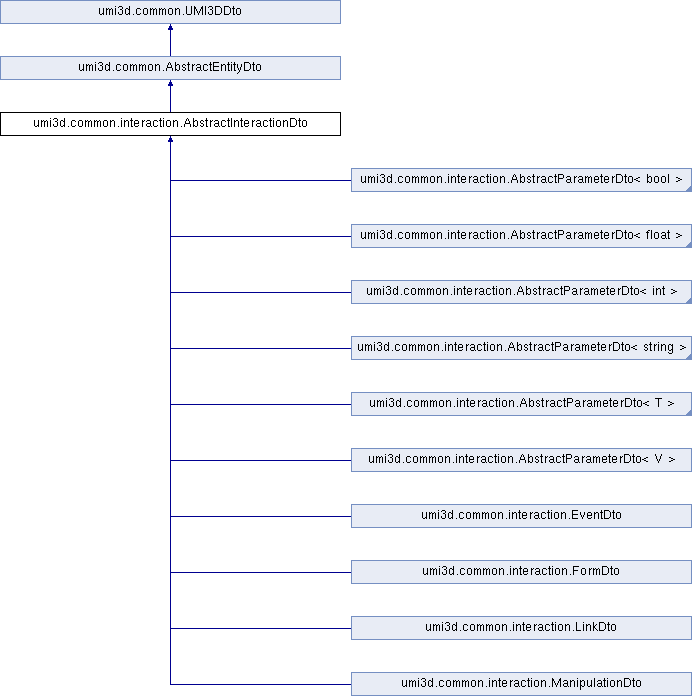 umi3d.common.UMI3DDto
umi3d.common.AbstractEntityDto
umi3d.common.interaction.AbstractInteractionDto
umi3d.common.interaction.AbstractParameterDto< bool >
umi3d.common.interaction.AbstractParameterDto< float >
umi3d.common.interaction.AbstractParameterDto< int >
umi3d.common.interaction.AbstractParameterDto< string >
umi3d.common.interaction.AbstractParameterDto< T >
umi3d.common.interaction.AbstractParameterDto< V >
umi3d.common.interaction.EventDto
umi3d.common.interaction.FormDto
umi3d.common.interaction.LinkDto
umi3d.common.interaction.ManipulationDto